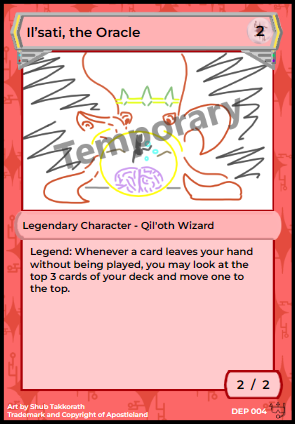 Il'sati, the Oracle
2
Temporary
Legendary Character - Qil'oth Wizard
Legend: Whenever a card leaves your hand
without being played, you may look at the
top 3 cards of your deck and move one to
the top.
2 / 2
Art by Shub Takkorath
Trademark and Copyright of Apostleland
DEP 004